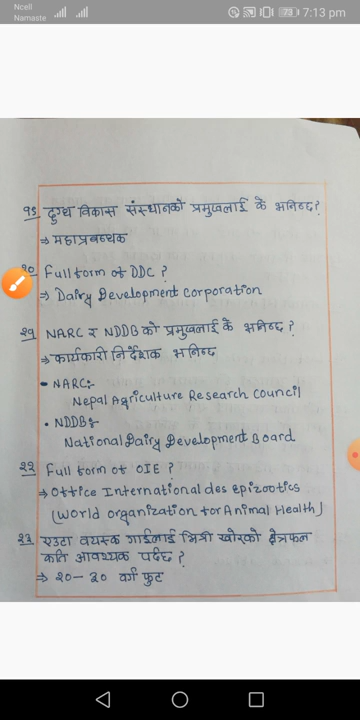 Ncell
Namaste
73
7:13 pm
१९ दुग्ध विकास संस्थानको प्रमुखलाई के भनिन्छ?
⇒ महाप्रबन्धक
२० Full form of DDC ?
⇒ Dairy Development Corporation
२१ NARC र NDDB को प्रमुखलाई के भनिन्छ ?
⇒ कार्यकारी निर्देशक भनिन्छ
• NARC:-
Nepal Agriculture Research Council
• NDDB:-
National Dairy Development Board
२२ Full form of OIE ?
⇒ Office International des Epizootics
(World Organization for Animal Health)
२३ एउटा वयस्क गाईलाई भित्री खोरको क्षेत्रफल
कति आवश्यक पर्दछ ?
⇒ २०-३० वर्ग फुट